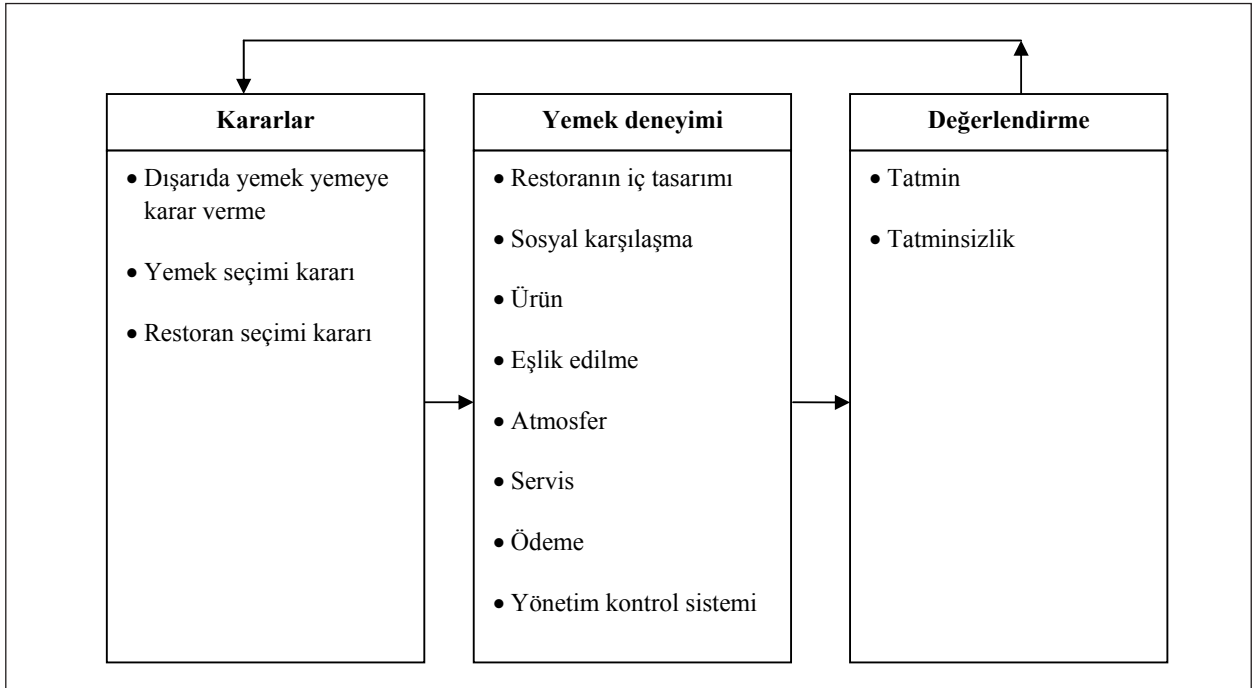 Kararlar
• Dışarıda yemek yemeye
karar verme
• Yemek seçimi kararı
• Restoran seçimi kararı
Yemek deneyimi
• Restoranın iç tasarımı
• Sosyal karşılaşma
• Ürün
• Eşlik edilme
• Atmosfer
• Servis
• Ödeme
• Yönetim kontrol sistemi
Değerlendirme
• Tatmin
• Tatminsizlik